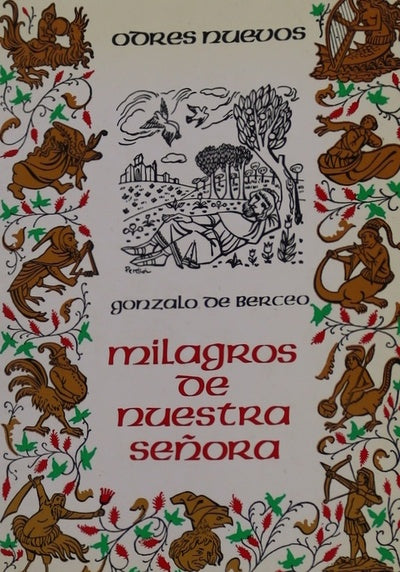 odres nuevos
gonzalo de berceo
milagros
de
nuestra
señora